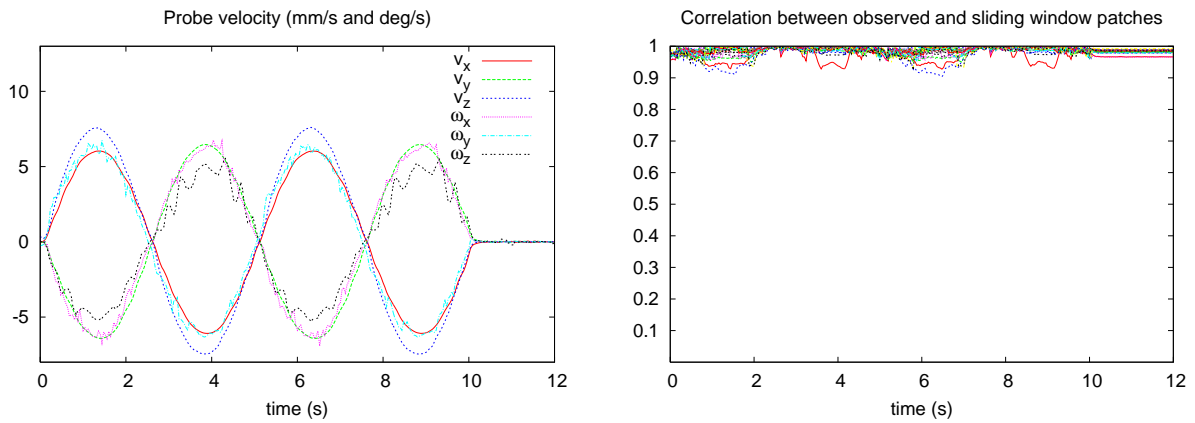 Probe velocity (mm/s and deg/s)
10
5
0
-5
0 2 4 6 8 10 12
time (s)
vx
vy
vz
ωx
ωy
ωz
Correlation between observed and sliding window patches
1
0.9
0.8
0.7
0.6
0.5
0.4
0.3
0.2
0.1
0 2 4 6 8 10 12
time (s)